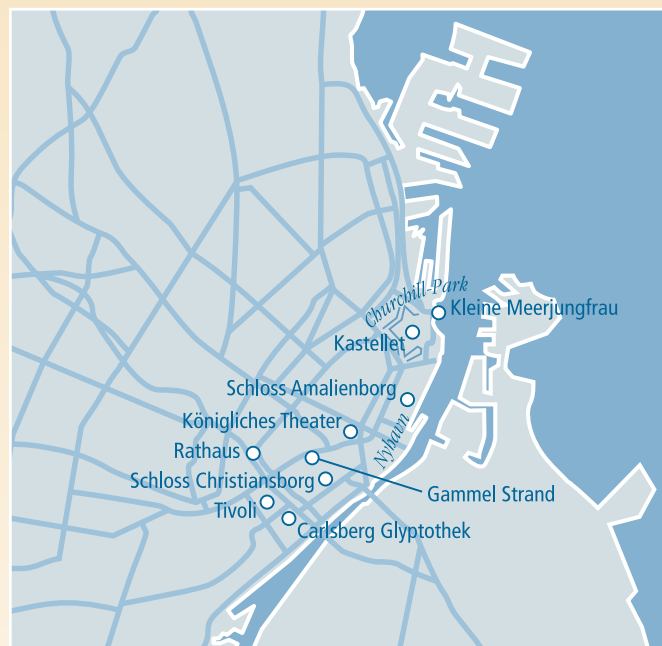 Churchill-Park
Kleine Meerjungfrau
Kastellet
Schloss Amalienborg
Königliches Theater
Nyhavn
Rathaus
Schloss Christiansborg
Gammel Strand
Tivoli
Carlsberg Glyptothek